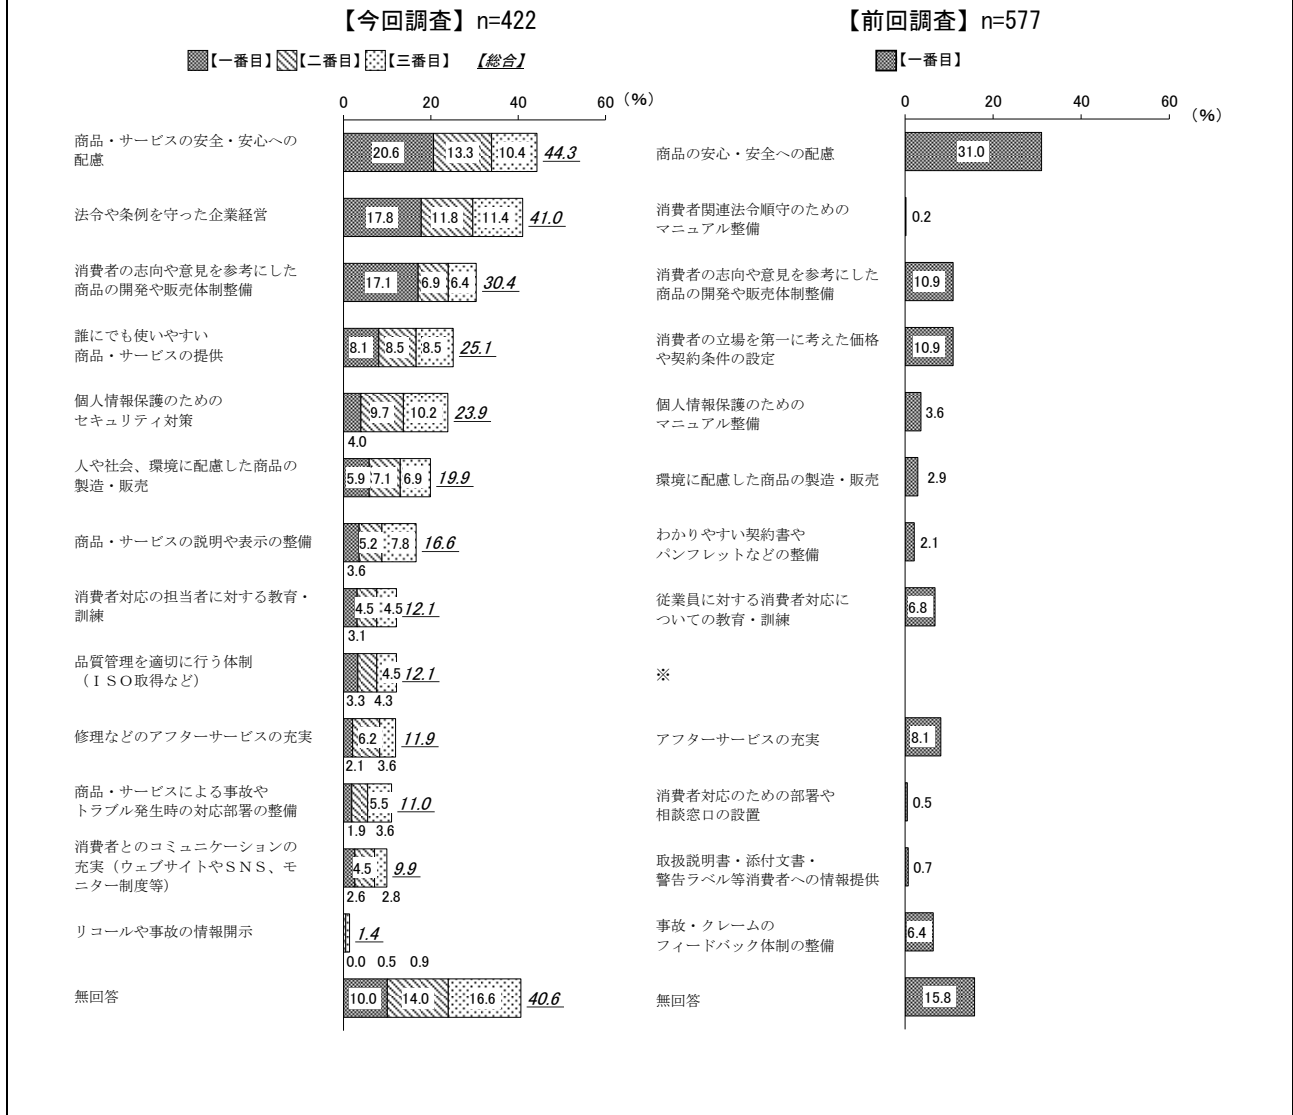 【今回調査】 n=422
【一番目】 【二番目】 【三番目】 【総合】
0 20 40 60 (%)
商品・サービスの安全・安心への
配慮
20.6 13.3 10.4 44.3
法令や条例を守った企業経営
17.8 11.8 11.4 41.0
消費者の志向や意見を参考にした
商品の開発や販売体制整備
17.1 6.9 6.4 30.4
誰にでも使いやすい
商品・サービスの提供
8.1 8.5 8.5 25.1
個人情報保護のための
セキュリティ対策
9.7 10.2 23.9
4.0
人や社会、環境に配慮した商品の
製造・販売
5.9 7.1 6.9 19.9
商品・サービスの説明や表示の整備
5.2 7.8 16.6
3.6
消費者対応の担当者に対する教育・
訓練
4.5 4.5 12.1
3.1
品質管理を適切に行う体制
（ＩＳＯ取得など）
4.5 12.1
3.3 4.3
修理などのアフターサービスの充実
6.2 11.9
2.1 3.6
商品・サービスによる事故や
トラブル発生時の対応部署の整備
5.5 11.0
1.9 3.6
消費者とのコミュニケーションの
充実（ウェブサイトやＳＮＳ、モ
ニター制度等）
4.5 9.9
2.6 2.8
リコールや事故の情報開示
1.4
0.0 0.5 0.9
無回答
10.0 14.0 16.6 40.6
【前回調査】 n=577
【一番目】
0 20 40 60
(%)
商品の安心・安全への配慮
31.0
消費者関連法令順守のための
マニュアル整備
0.2
消費者の志向や意見を参考にした
商品の開発や販売体制整備
10.9
消費者の立場を第一に考えた価格
や契約条件の設定
10.9
個人情報保護のための
マニュアル整備
3.6
環境に配慮した商品の製造・販売
2.9
わかりやすい契約書や
パンフレットなどの整備
2.1
従業員に対する消費者対応に
ついての教育・訓練
6.8
※
アフターサービスの充実
8.1
消費者対応のための部署や
相談窓口の設置
0.5
取扱説明書・添付文書・
警告ラベル等消費者への情報提供
0.7
事故・クレームの
フィードバック体制の整備
6.4
無回答
15.8